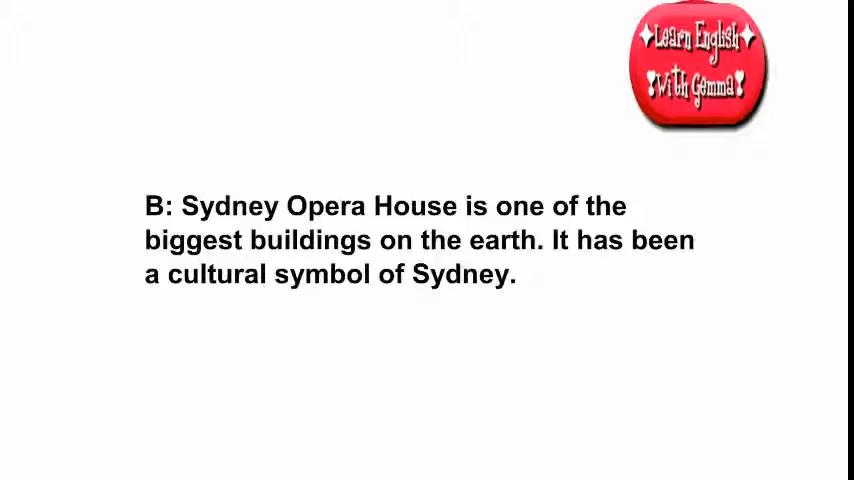 Learn English
With Gemma
B: Sydney Opera House is one of the
biggest buildings on the earth. It has been
a cultural symbol of Sydney.